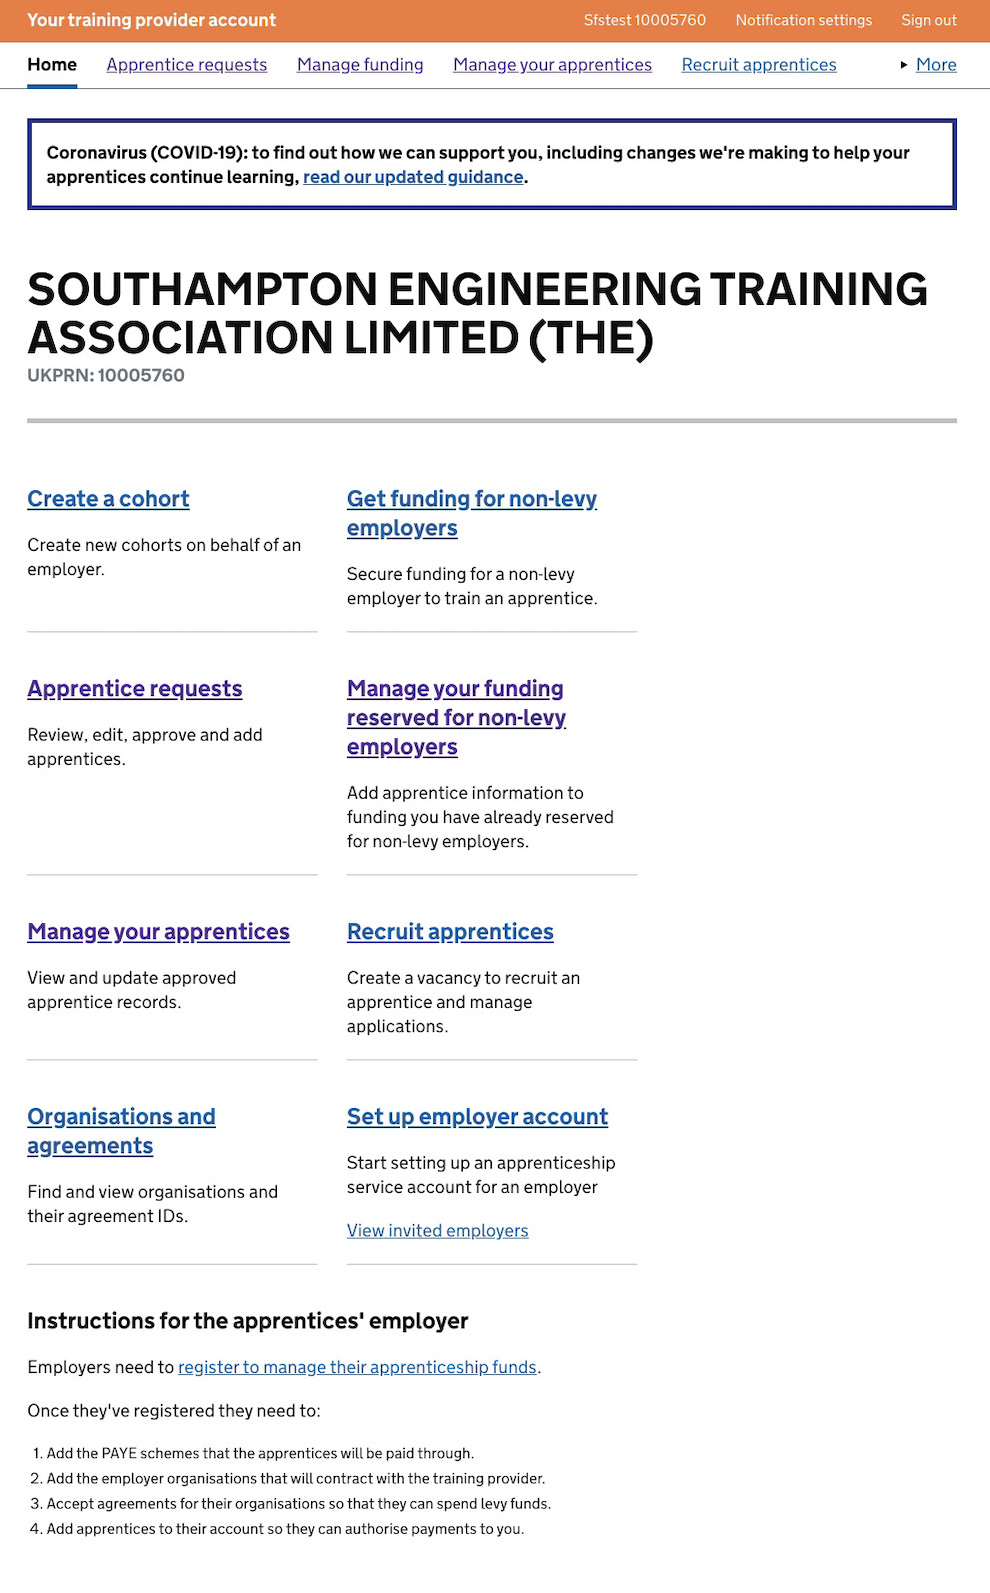 Your training provider account
Sfstest 10005760 Notification settings Sign out
Home Apprentice requests Manage funding Manage your apprentices Recruit apprentices More
Coronavirus (COVID-19): to find out how we can support you, including changes we're making to help your
apprentices continue learning, read our updated guidance.
SOUTHAMPTON ENGINEERING TRAINING
ASSOCIATION LIMITED (THE)
UKPRN: 10005760
Create a cohort
Create new cohorts on behalf of an
employer.
Get funding for non-levy
employers
Secure funding for a non-levy
employer to train an apprentice.
Apprentice requests
Review, edit, approve and add
apprentices.
Manage your funding
reserved for non-levy
employers
Add apprentice information to
funding you have already reserved
for non-levy employers.
Manage your apprentices
View and update approved
apprentice records.
Recruit apprentices
Create a vacancy to recruit an
apprentice and manage
applications.
Organisations and
agreements
Find and view organisations and
their agreement IDs.
Set up employer account
Start setting up an apprenticeship
service account for an employer
View invited employers
Instructions for the apprentices' employer
Employers need to register to manage their apprenticeship funds.
Once they've registered they need to:
1. Add the PAYE schemes that the apprentices will be paid through.
2. Add the employer organisations that will contract with the training provider.
3. Accept agreements for their organisations so that they can spend levy funds.
4. Add apprentices to their account so they can authorise payments to you.